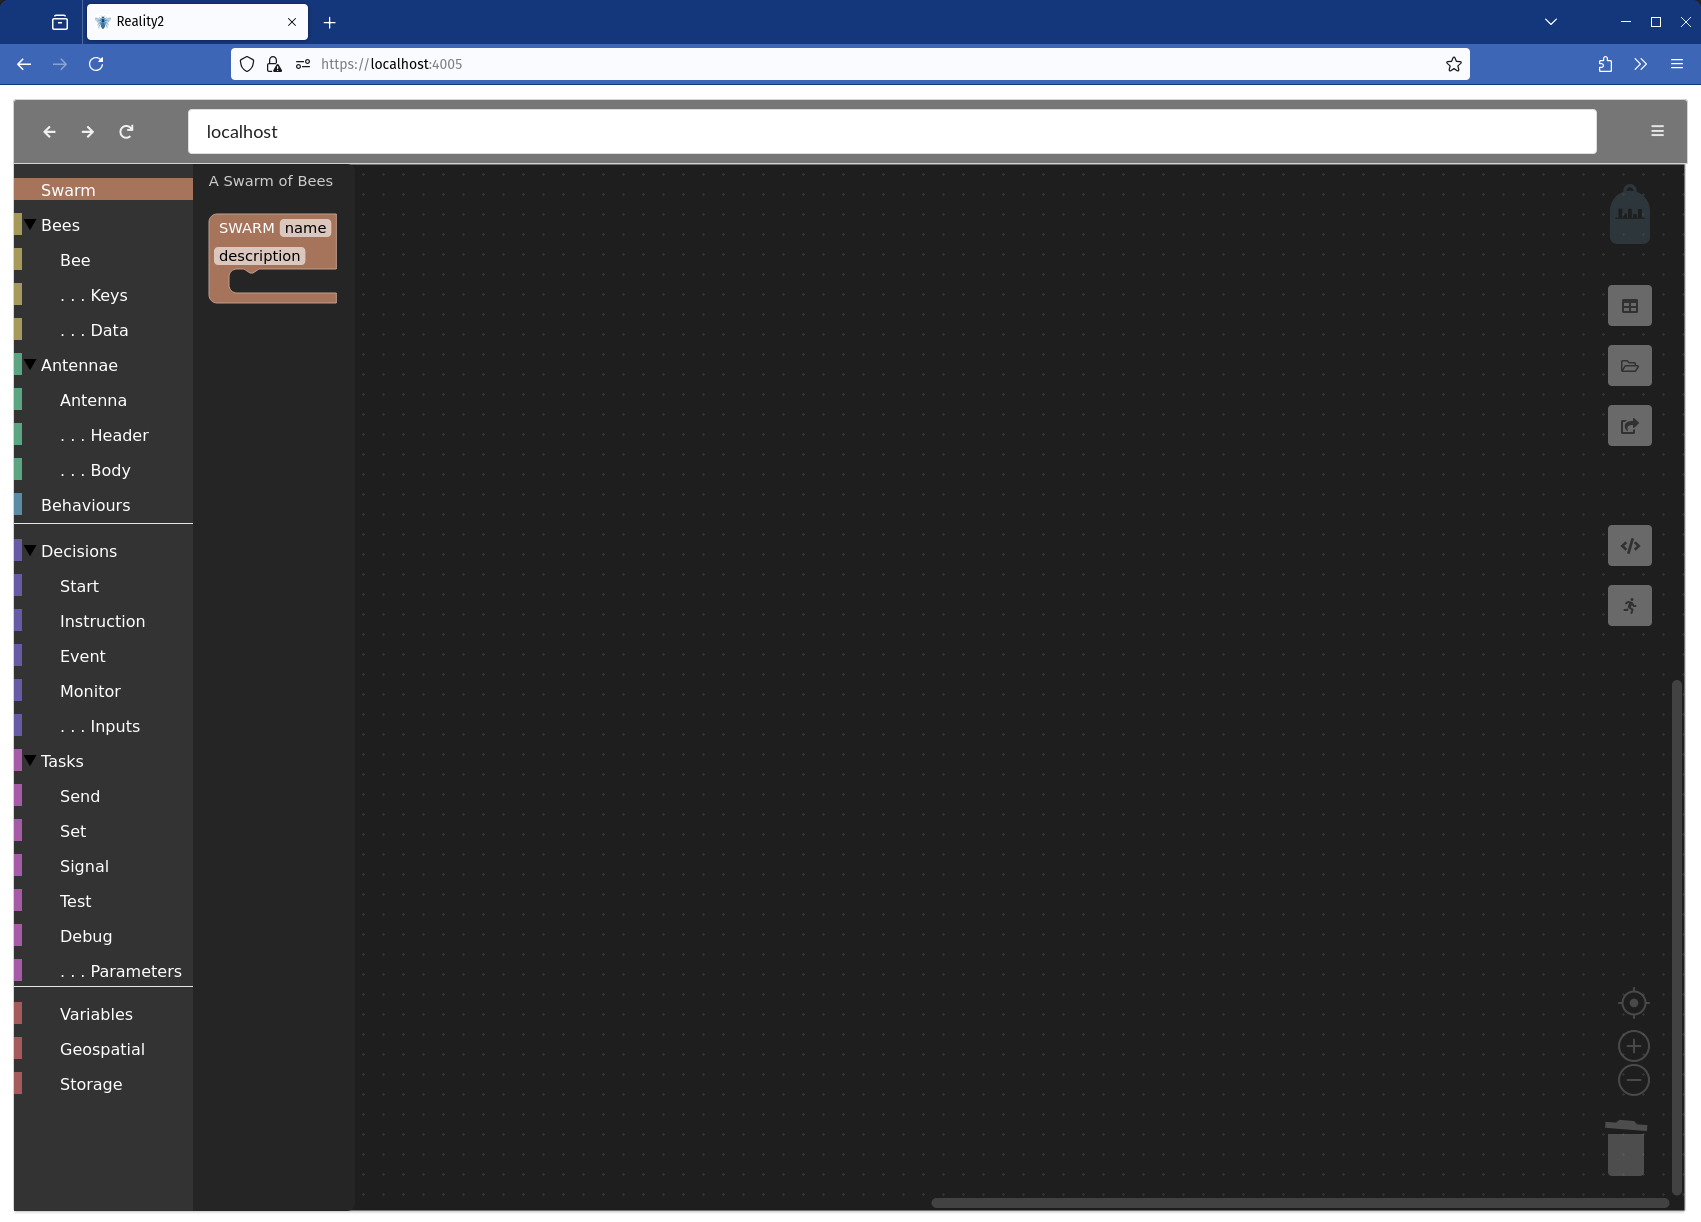 Reality2
https://localhost:4005
localhost
Swarm
Bees
Bee
. . . Keys
. . . Data
Antennae
Antenna
. . . Header
. . . Body
Behaviours
Decisions
Start
Instruction
Event
Monitor
. . . Inputs
Tasks
Send
Set
Signal
Test
Debug
. . . Parameters
Variables
Geospatial
Storage
A Swarm of Bees
SWARM name
description